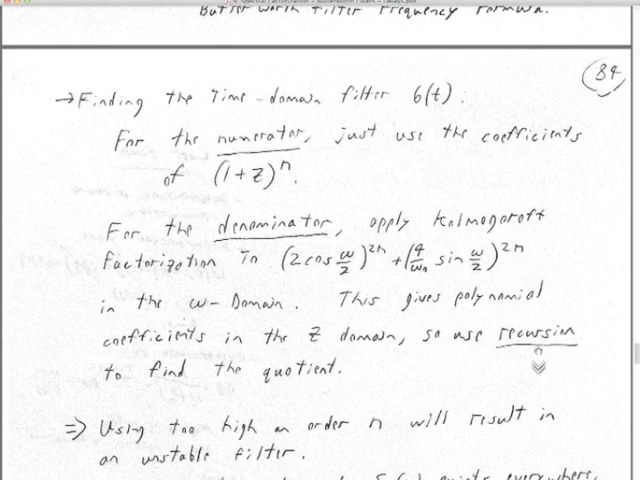 Butterworth Filter Frequency Formula.
84
→ Finding the Time-domain filter b(t).
For the numerator, just use the coefficients
of (1+Z)^n.
For the denominator, apply Kolmogoroff
Factorization To (2cos ω/2)^2n + (4/ω₀ sin ω/2)^2n
in the ω-Domain. This gives polynomial
coefficients in the Z domain, so use recursion
to find the quotient.
⇒ Using too high an order n will result in
an unstable filter.
exists everywhere,